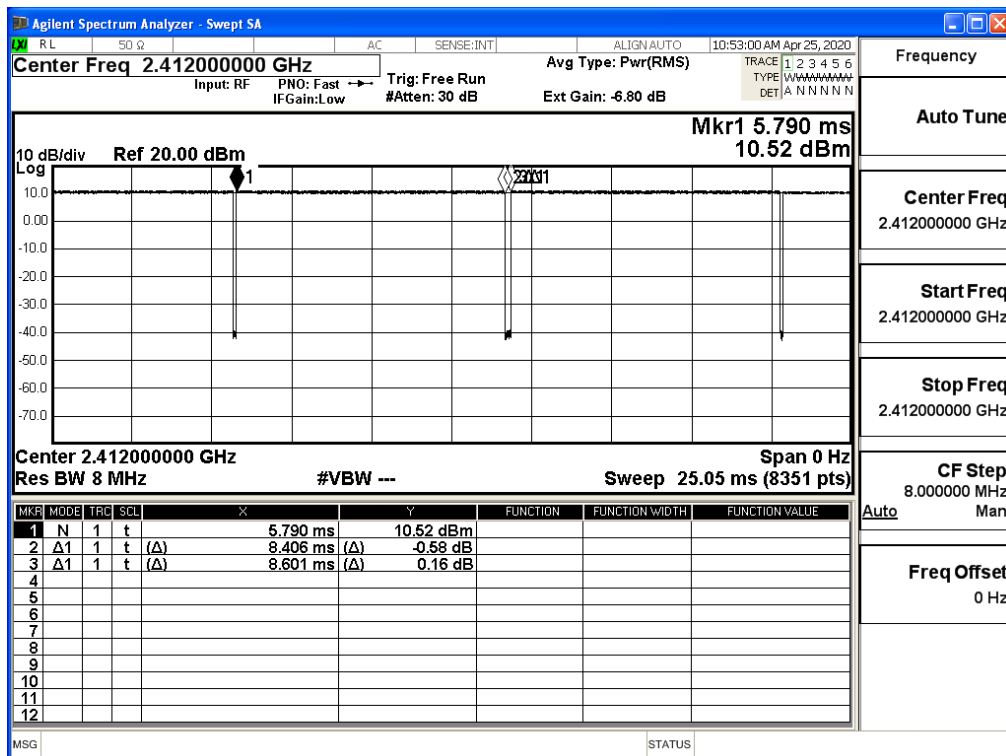 Agilent Spectrum Analyzer - Swept SA
LXI RL 50 Ω AC SENSE:INT ALIGN AUTO 10:53:00 AM Apr 25, 2020
Center Freq 2.412000000 GHz
Input: RF PNO: Fast
IFGain:Low
Trig: Free Run
#Atten: 30 dB
Avg Type: Pwr(RMS)
Ext Gain: -6.80 dB
TRACE 1 2 3 4 5 6
TYPE
DET A N N N N N
Mkr1 5.790 ms
10.52 dBm
10 dB/div Ref 20.00 dBm
Log
1
10.0
0.00
-10.0
-20.0
-30.0
-40.0
-50.0
-60.0
-70.0
Center 2.412000000 GHz Span 0 Hz
Res BW 8 MHz #VBW --- Sweep 25.05 ms (8351 pts)
MKR MODE TRC SCL X Y FUNCTION FUNCTION WIDTH FUNCTION VALUE
1 N 1 t 5.790 ms 10.52 dBm
2 Δ1 1 t (Δ) 8.406 ms (Δ) -0.58 dB
3 Δ1 1 t (Δ) 8.601 ms (Δ) 0.16 dB
4
5
6
7
8
9
10
11
12
MSG STATUS
Frequency
Auto Tune
Center Freq
2.412000000 GHz
Start Freq
2.412000000 GHz
Stop Freq
2.412000000 GHz
CF Step
8.000000 MHz
Auto Man
Freq Offset
0 Hz